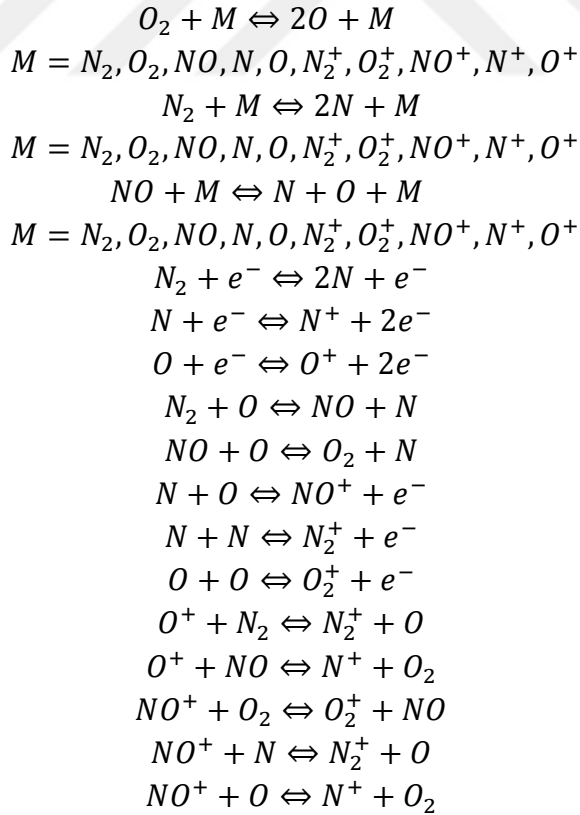 O₂ + M ⇔ 2O + M
M = N₂, O₂, NO, N, O, N₂⁺, O₂⁺, NO⁺, N⁺, O⁺
N₂ + M ⇔ 2N + M
M = N₂, O₂, NO, N, O, N₂⁺, O₂⁺, NO⁺, N⁺, O⁺
NO + M ⇔ N + O + M
M = N₂, O₂, NO, N, O, N₂⁺, O₂⁺, NO⁺, N⁺, O⁺
N₂ + e⁻ ⇔ 2N + e⁻
N + e⁻ ⇔ N⁺ + 2e⁻
O + e⁻ ⇔ O⁺ + 2e⁻
N₂ + O ⇔ NO + N
NO + O ⇔ O₂ + N
N + O ⇔ NO⁺ + e⁻
N + N ⇔ N₂⁺ + e⁻
O + O ⇔ O₂⁺ + e⁻
O⁺ + N₂ ⇔ N₂⁺ + O
O⁺ + NO ⇔ N⁺ + O₂
NO⁺ + O₂ ⇔ O₂⁺ + NO
NO⁺ + N ⇔ N₂⁺ + O
NO⁺ + O ⇔ N⁺ + O₂